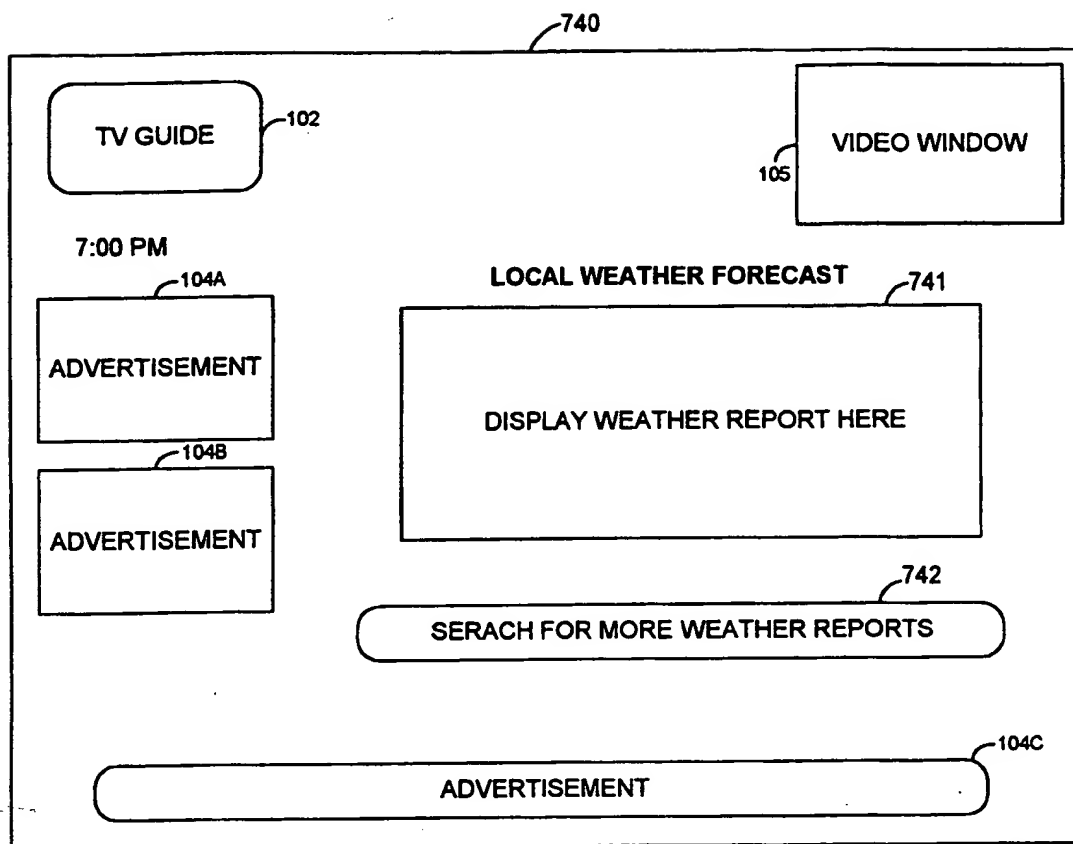 740
TV GUIDE
102
VIDEO WINDOW
105
7:00 PM
104A
ADVERTISEMENT
LOCAL WEATHER FORECAST
741
DISPLAY WEATHER REPORT HERE
104B
ADVERTISEMENT
742
SERACH FOR MORE WEATHER REPORTS
104C
ADVERTISEMENT